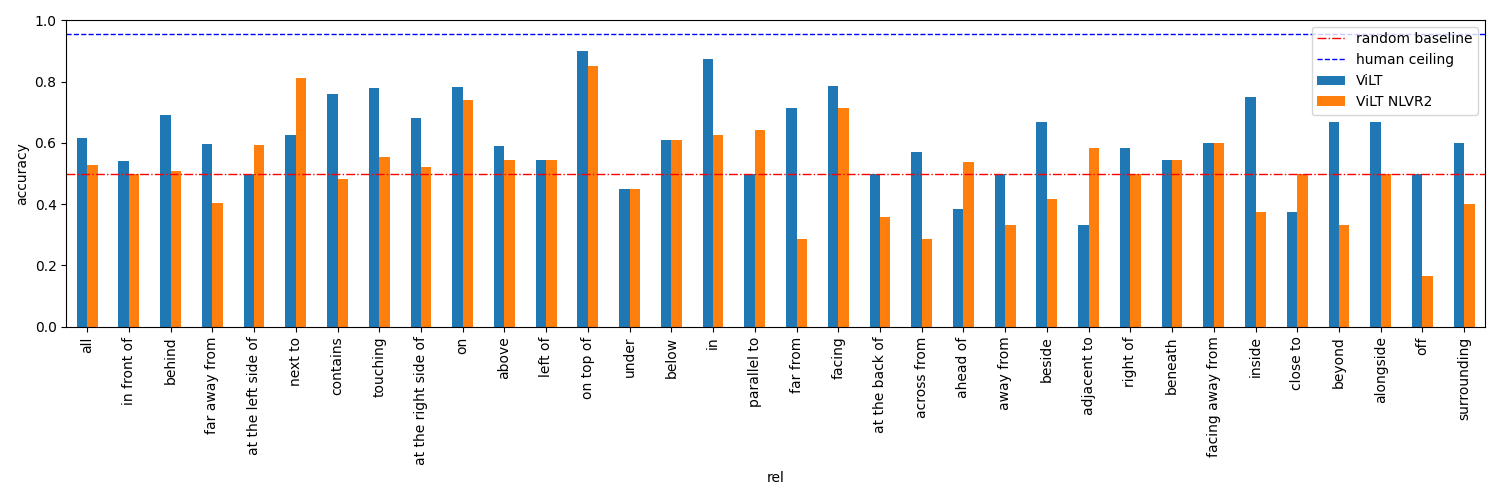 1.0
0.8
0.6
0.4
0.2
0.0
accuracy
random baseline
human ceiling
ViLT
ViLT NLVR2
all
in front of
behind
far away from
at the left side of
next to
contains
touching
at the right side of
on
above
left of
on top of
under
below
in
parallel to
far from
facing
at the back of
across from
ahead of
away from
beside
adjacent to
right of
beneath
facing away from
inside
close to
beyond
alongside
off
surrounding
rel